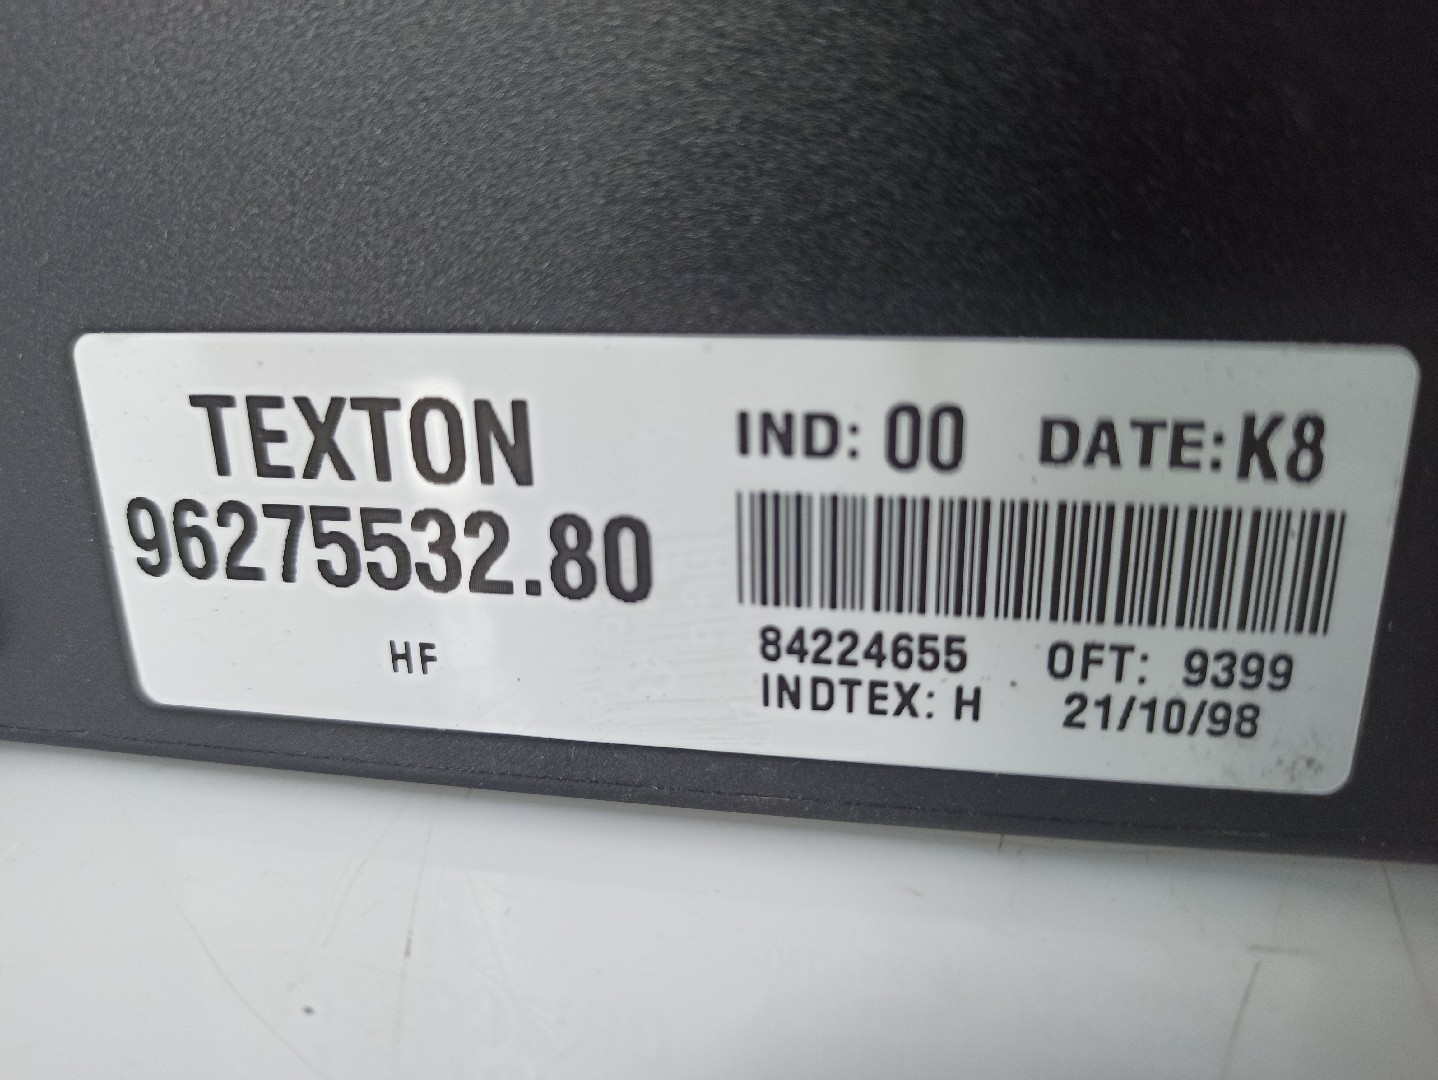 TEXTON
96275532.80
HF
IND: 00 DATE: K8
84224655 OFT: 9399
INDTEX: H 21/10/98